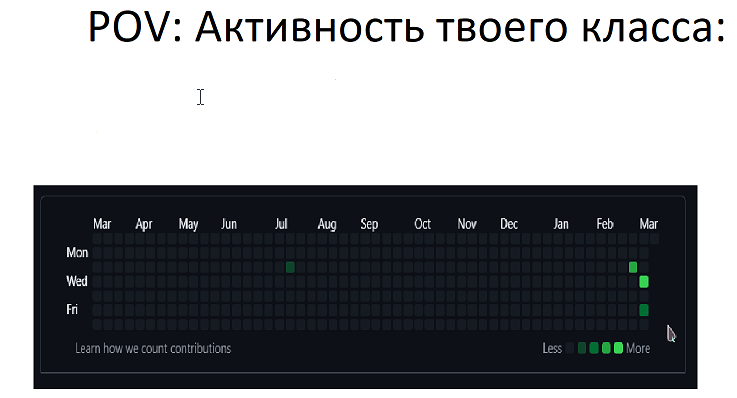 POV: Активность твоего класса:
Mar Apr May Jun Jul Aug Sep Oct Nov Dec Jan Feb Mar
Mon
Wed
Fri
Learn how we count contributions Less More